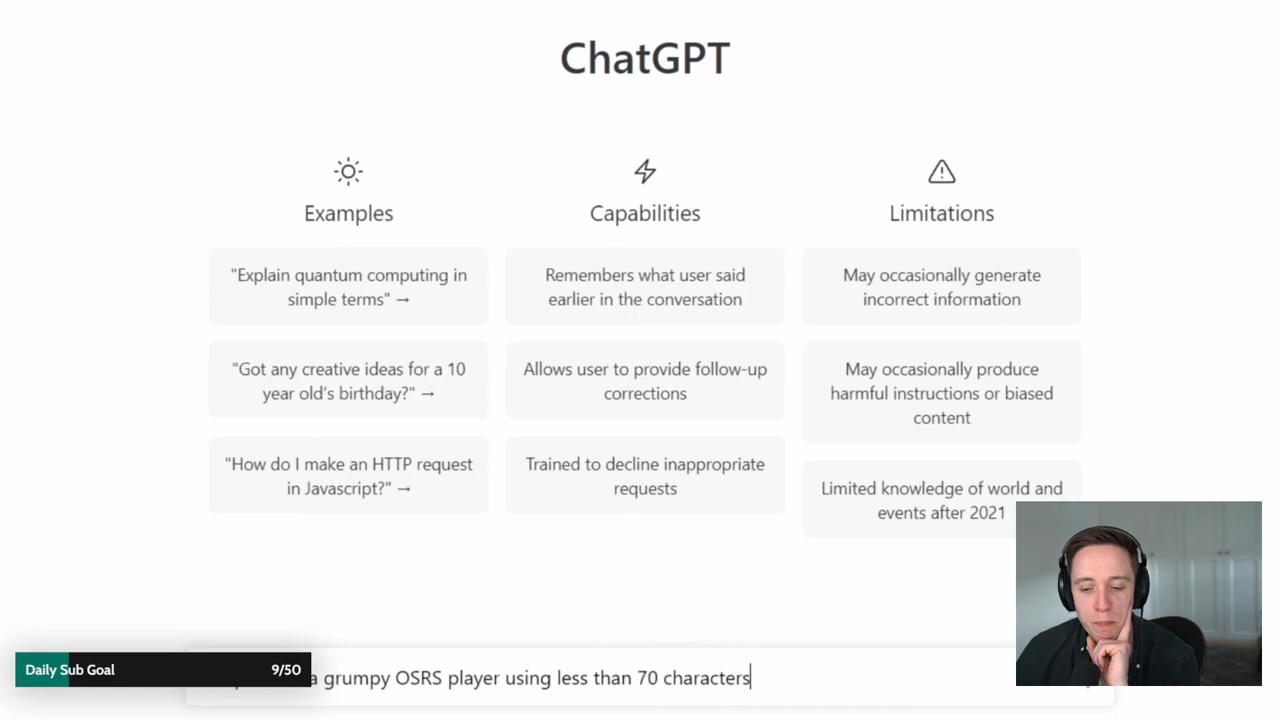 ChatGPT
Examples
Capabilities
Limitations
"Explain quantum computing in
simple terms" →
Remembers what user said
earlier in the conversation
May occasionally generate
incorrect information
"Got any creative ideas for a 10
year old's birthday?" →
Allows user to provide follow-up
corrections
May occasionally produce
harmful instructions or biased
content
"How do I make an HTTP request
in Javascript?" →
Trained to decline inappropriate
requests
Limited knowledge of world and
events after 2021
Daily Sub Goal 9/50
a grumpy OSRS player using less than 70 characters